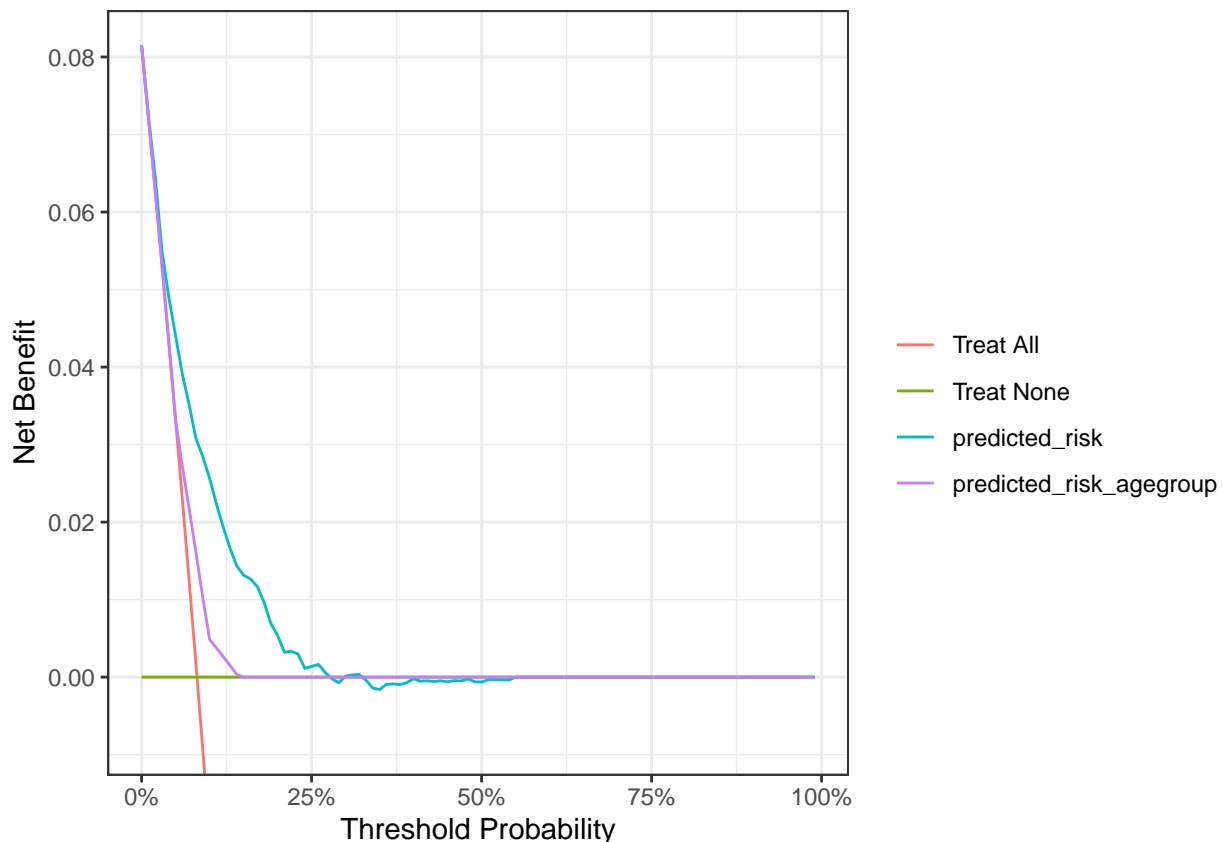 0.08
0.06
0.04
0.02
0.00
Net Benefit
0%
25%
50%
75%
100%
Threshold Probability
Treat All
Treat None
predicted_risk
predicted_risk_agegroup